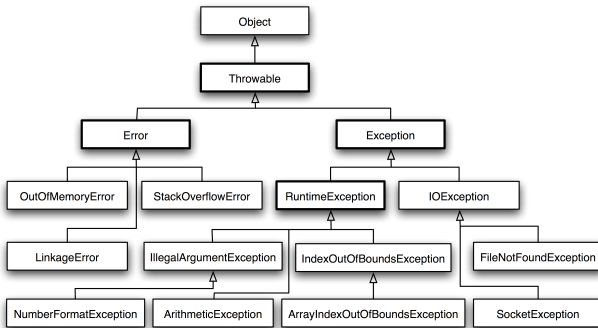 Object
Throwable
Error
Exception
OutOfMemoryError
StackOverflowError
RuntimeException
IOException
LinkageError
IllegalArgumentException
IndexOutOfBoundsException
FileNotFoundException
NumberFormatException
ArithmeticException
ArrayIndexOutOfBoundsException
SocketException